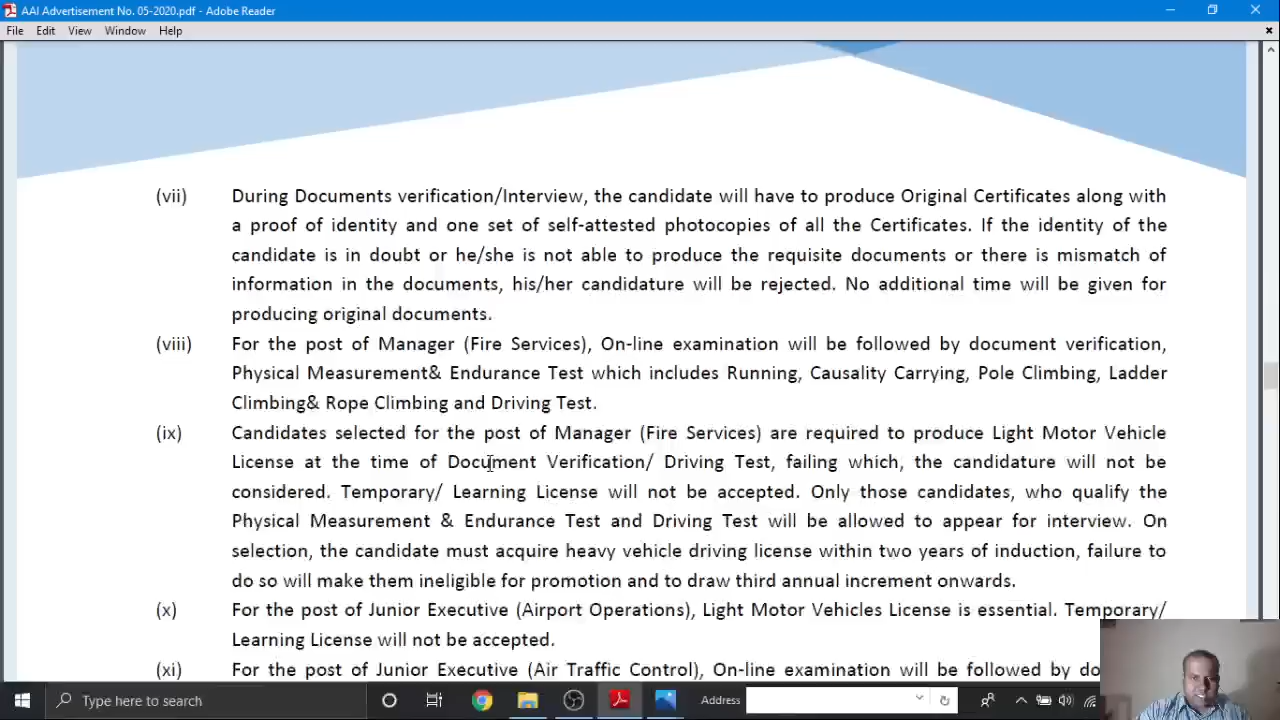 AAI Advertisement No. 05-2020.pdf - Adobe Reader
File Edit View Window Help
(vii) During Documents verification/Interview, the candidate will have to produce Original Certificates along with
a proof of identity and one set of self-attested photocopies of all the Certificates. If the identity of the
candidate is in doubt or he/she is not able to produce the requisite documents or there is mismatch of
information in the documents, his/her candidature will be rejected. No additional time will be given for
producing original documents.
(viii) For the post of Manager (Fire Services), On-line examination will be followed by document verification,
Physical Measurement& Endurance Test which includes Running, Causality Carrying, Pole Climbing, Ladder
Climbing& Rope Climbing and Driving Test.
(ix) Candidates selected for the post of Manager (Fire Services) are required to produce Light Motor Vehicle
License at the time of Document Verification/ Driving Test, failing which, the candidature will not be
considered. Temporary/ Learning License will not be accepted. Only those candidates, who qualify the
Physical Measurement & Endurance Test and Driving Test will be allowed to appear for interview. On
selection, the candidate must acquire heavy vehicle driving license within two years of induction, failure to
do so will make them ineligible for promotion and to draw third annual increment onwards.
(x) For the post of Junior Executive (Airport Operations), Light Motor Vehicles License is essential. Temporary/
Learning License will not be accepted.
(xi) For the post of Junior Executive (Air Traffic Control), On-line examination will be followed by do
Type here to search Address